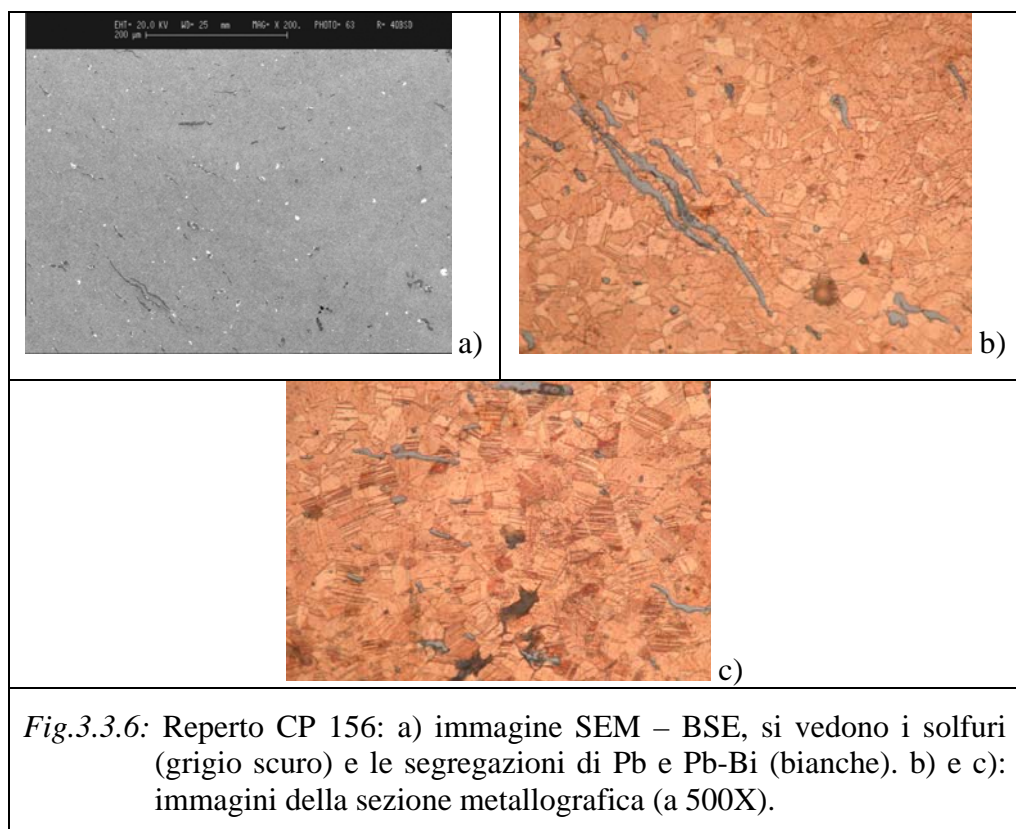 EHT= 20.0 KV WD= 25 mm MAG= X 200. PHOTO= 63 R= 4QBSD
200 µm
a)
b)
c)
Fig.3.3.6: Reperto CP 156: a) immagine SEM – BSE, si vedono i solfuri
(grigio scuro) e le segregazioni di Pb e Pb-Bi (bianche). b) e c):
immagini della sezione metallografica (a 500X).